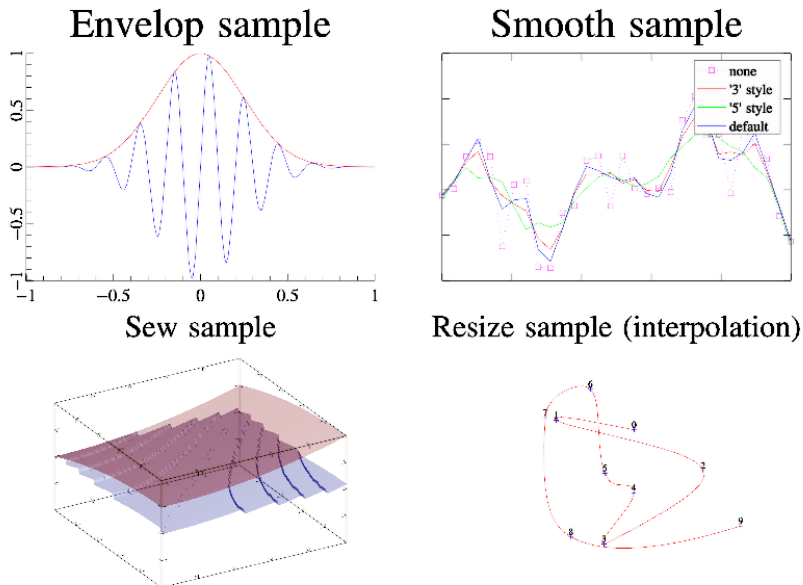 Envelop sample
Smooth sample
1
0.5
0
−0.5
−1
−1
−0.5
0
0.5
1
none
'3' style
'5' style
default
Sew sample
Resize sample (interpolation)
6
7
1
0
2
5
4
9
8
3